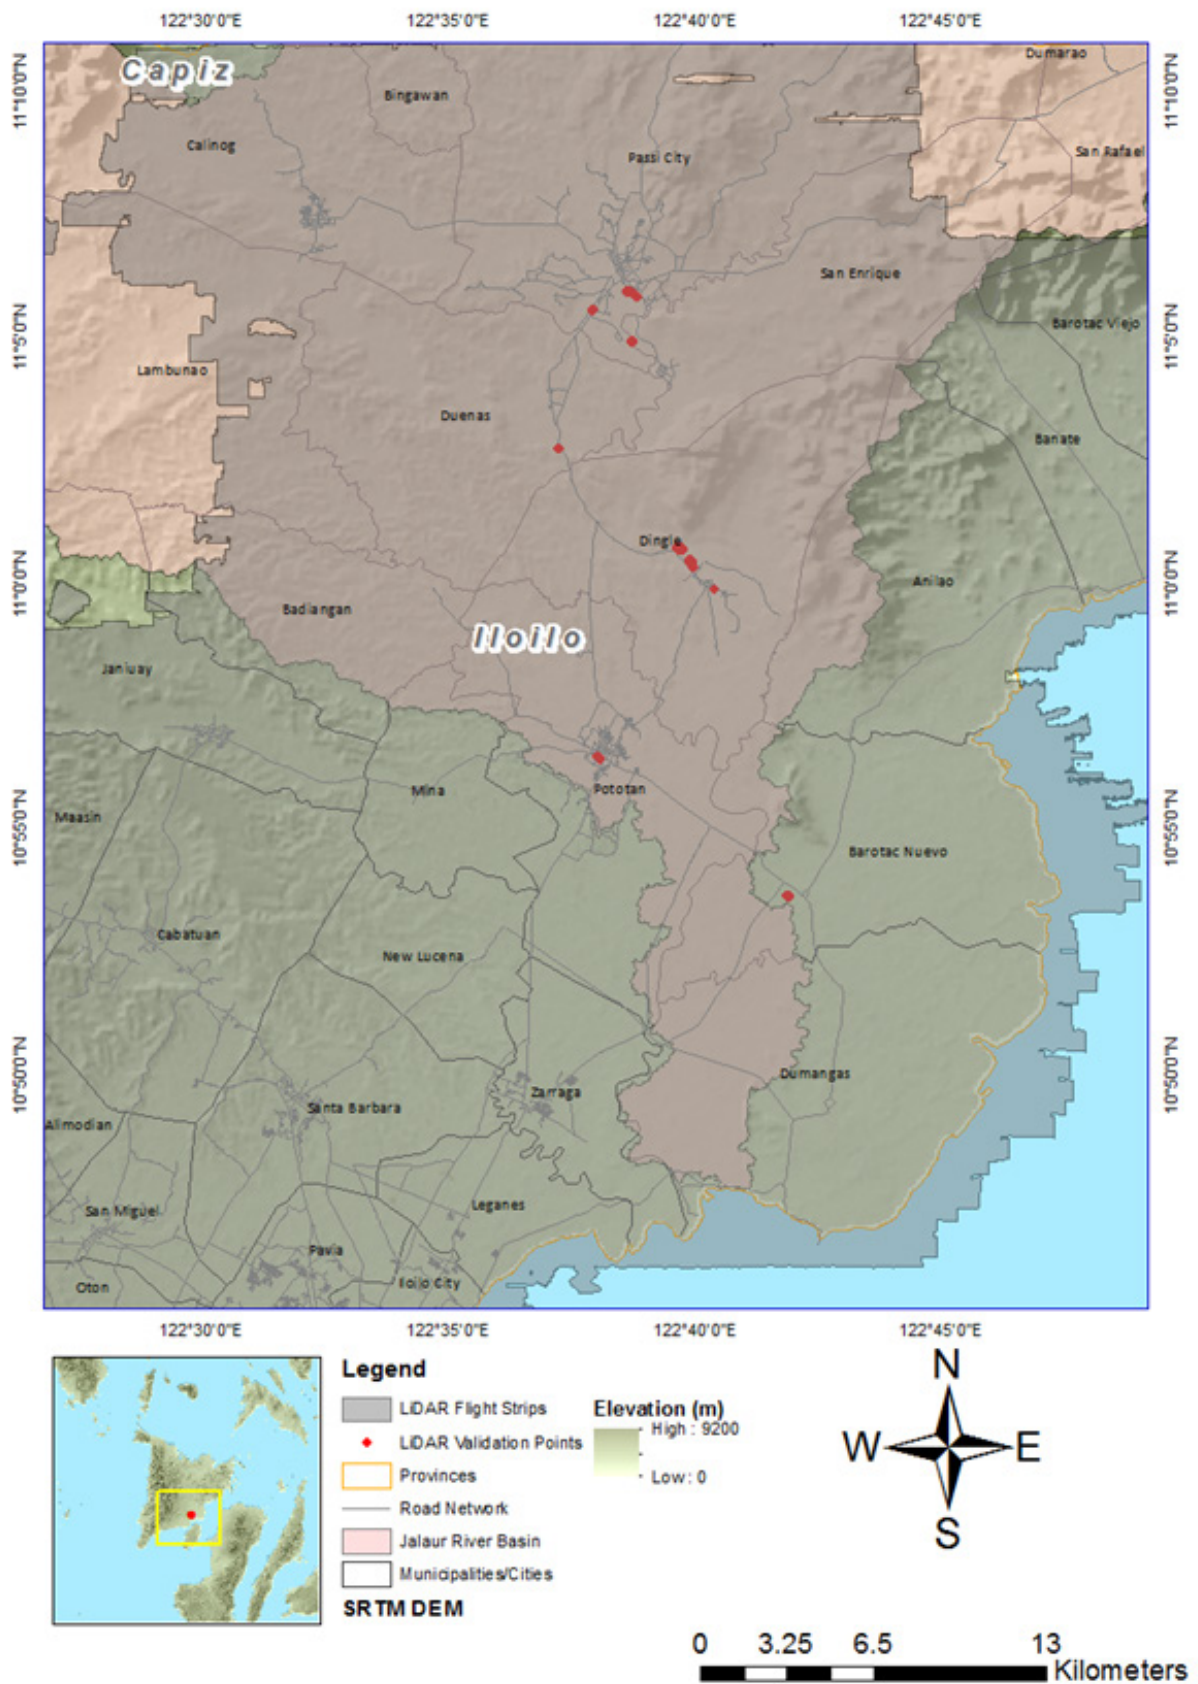 122°30'0"E 122°35'0"E 122°40'0"E 122°45'0"E
11°10'0"N
11°10'0"N
Dumarao
Capiz
Bingawan
Calinog
Passi City
San Rafael
San Enrique
11°5'0"N
11°5'0"N
Barotac Viejo
Lambunao
Duenas
Banate
Dingle
11°0'0"N
11°0'0"N
Anilao
Badiangan
Iloilo
Janiuay
Mina
Pototan
Maasin
10°55'0"N
10°55'0"N
Barotac Nuevo
Cabatuan
New Lucena
Dumangas
10°50'0"N
10°50'0"N
Zarraga
Santa Barbara
Alimodian
Leganes
San Miguel
Pavia
Iloilo City
Oton
122°30'0"E 122°35'0"E 122°40'0"E 122°45'0"E
Legend
LiDAR Flight Strips
LiDAR Validation Points
Provinces
Road Network
Jalaur River Basin
Municipalities/Cities
SRTM DEM
Elevation (m)
High : 9200
Low : 0
N
W E
S
0 3.25 6.5 13
Kilometers